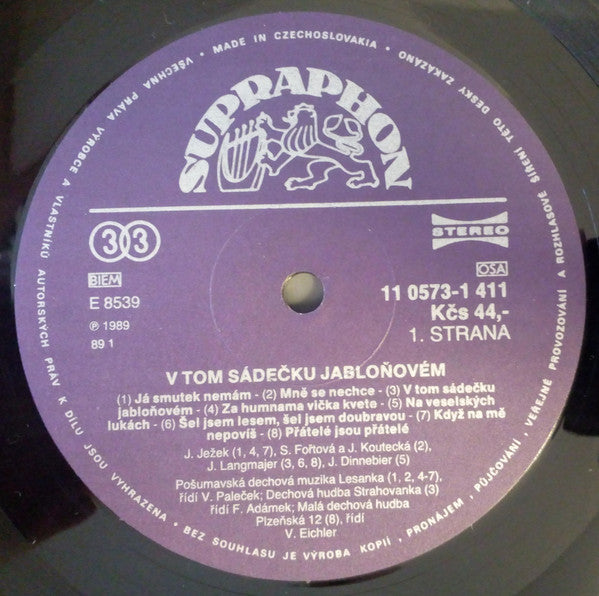 VŠECHNA PRÁVA VÝROBCE A VLASTNÍKŮ AUTORSKÝCH PRÁV K DÍLU JSOU VYHRAZENA • BEZ SOUHLASU JE VÝROBA KOPIÍ, PRONÁJEM, PŮJČOVÁNÍ, VEŘEJNÉ PROVOZOVÁNÍ A ROZHLASOVÉ ŠÍŘENÍ TÉTO DESKY ZAKÁZÁNO • MADE IN CZECHOSLOVAKIA •
SUPRAPHON
33
STEREO
BIEM
OSA
E 8539
11 0573-1 411
Ⓟ 1989
Kčs 44,-
89 1
1. STRANA
V TOM SÁDEČKU JABLOŇOVÉM
(1) Já smutek nemám - (2) Mně se nechce - (3) V tom sádečku
jabloňovém - (4) Za humnama vička kvete - (5) Na veselských
lukách - (6) Šel jsem lesem, šel jsem doubravou - (7) Když na mě
nepovíš - (8) Přátelé jsou přátelé
J. Ježek (1, 4, 7), S. Fořtová a J. Koutecká (2),
J. Langmajer (3, 6, 8), J. Dinnebier (5)
Pošumavská dechová muzika Lesanka (1, 2, 4-7),
řídí V. Paleček; Dechová hudba Strahovanka (3)
řídí F. Adámek; Malá dechová hudba
Plzeňská 12 (8), řídí
V. Eichler